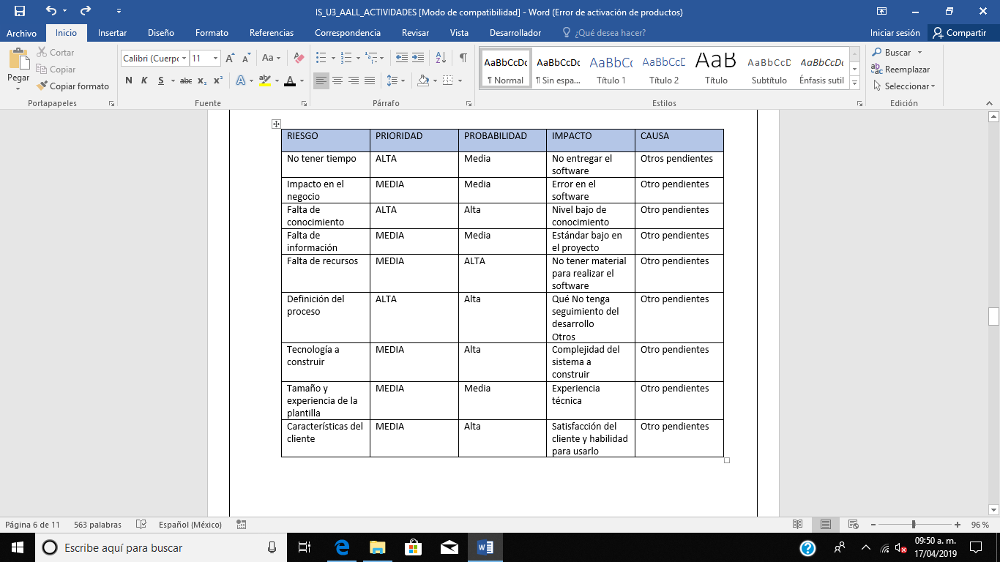 IS_U3_AALL_ACTIVIDADES [Modo de compatibilidad] - Word (Error de activación de productos)
Archivo Inicio Insertar Diseño Formato Referencias Correspondencia Revisar Vista Desarrollador ¿Qué desea hacer? Iniciar sesión Compartir
Pegar
Cortar
Copiar
Copiar formato
Portapapeles
Calibri (Cuerpo 11
N K S abc x₂ x²
Fuente
Párrafo
AaBbCcDc AaBbCcDc AaBbCc AaBbCcD AaB AaBbCcD AaBbCcDc
¶ Normal ¶ Sin espa... Título 1 Título 2 Título Subtítulo Énfasis sutil
Estilos
Buscar
Reemplazar
Seleccionar
Edición
RIESGO PRIORIDAD PROBABILIDAD IMPACTO CAUSA
No tener tiempo ALTA Media No entregar el Otros pendientes
software
Impacto en el MEDIA Media Error en el Otro pendientes
negocio software
Falta de ALTA Alta Nivel bajo de Otro pendientes
conocimiento conocimiento
Falta de MEDIA Media Estándar bajo en Otro pendientes
información el proyecto
Falta de recursos MEDIA ALTA No tener material Otro pendientes
para realizar el
software
Definición del ALTA Alta Qué No tenga Otro pendientes
proceso seguimiento del
desarrollo
Otros
Tecnología a MEDIA Alta Complejidad del Otro pendientes
construir sistema a
construir
Tamaño y MEDIA Media Experiencia Otro pendientes
experiencia de la técnica
plantilla
Características del MEDIA Alta Satisfacción del Otro pendientes
cliente cliente y habilidad
para usarlo
Página 6 de 11 563 palabras Español (México) 96 %
Escribe aquí para buscar
09:50 a. m.
17/04/2019